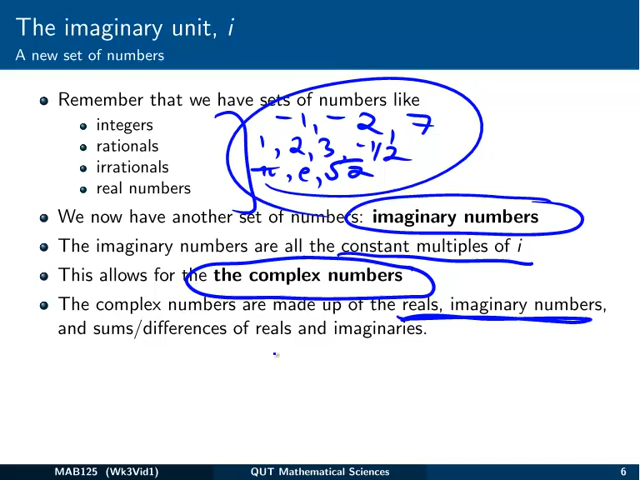 The imaginary unit, i
A new set of numbers
Remember that we have sets of numbers like
integers
rationals
irrationals
real numbers
-1, - 2, 7
1, 2, 3, -1/2
π, e, √2
We now have another set of numbers: imaginary numbers
The imaginary numbers are all the constant multiples of i
This allows for the the complex numbers
The complex numbers are made up of the reals, imaginary numbers,
and sums/differences of reals and imaginaries.
MAB125 (Wk3Vid1) QUT Mathematical Sciences 6